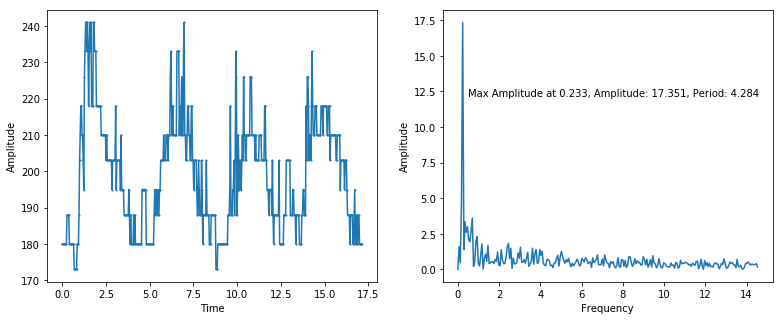 240
230
220
210
200
190
180
170
0.0 2.5 5.0 7.5 10.0 12.5 15.0 17.5
Time
Amplitude
17.5
15.0
12.5
10.0
7.5
5.0
2.5
0.0
0 2 4 6 8 10 12 14
Frequency
Amplitude
Max Amplitude at 0.233, Amplitude: 17.351, Period: 4.284